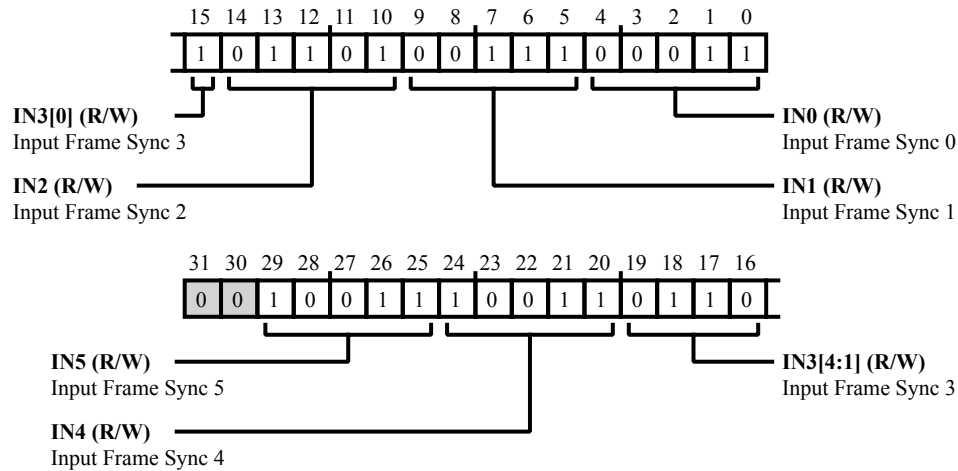 15 14 13 12 11 10 9 8 7 6 5 4 3 2 1 0
1 0 1 1 0 1 0 0 1 1 1 0 0 0 1 1
IN3[0] (R/W)
Input Frame Sync 3
IN0 (R/W)
Input Frame Sync 0
IN2 (R/W)
Input Frame Sync 2
IN1 (R/W)
Input Frame Sync 1
31 30 29 28 27 26 25 24 23 22 21 20 19 18 17 16
0 0 1 0 0 1 1 1 0 0 1 1 0 1 1 0
IN5 (R/W)
Input Frame Sync 5
IN3[4:1] (R/W)
Input Frame Sync 3
IN4 (R/W)
Input Frame Sync 4